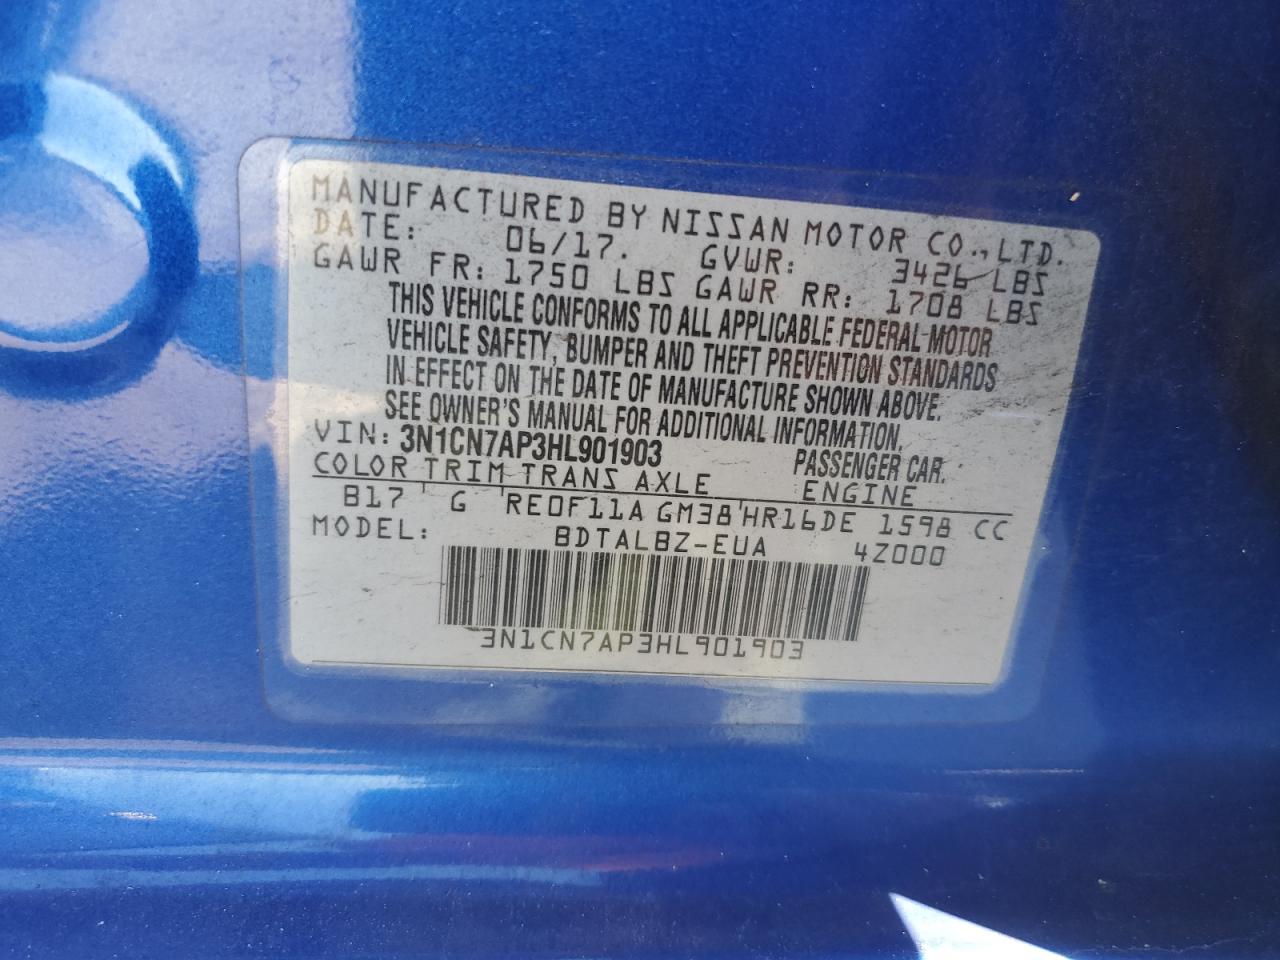 MANUFACTURED BY NISSAN MOTOR CO., LTD.
DATE: 06/17. GVWR: 3426 LBS
GAWR FR: 1750 LBS GAWR RR: 1708 LBS
THIS VEHICLE CONFORMS TO ALL APPLICABLE FEDERAL MOTOR
VEHICLE SAFETY, BUMPER AND THEFT PREVENTION STANDARDS
IN EFFECT ON THE DATE OF MANUFACTURE SHOWN ABOVE.
SEE OWNER'S MANUAL FOR ADDITIONAL INFORMATION.
VIN: 3N1CN7AP3HL901903 PASSENGER CAR.
COLOR TRIM TRANS AXLE ENGINE
B17 G RE0F11A GM38 HR16DE 1598 CC
MODEL: BDTALBZ-EUA 4Z000
3N1CN7AP3HL901903